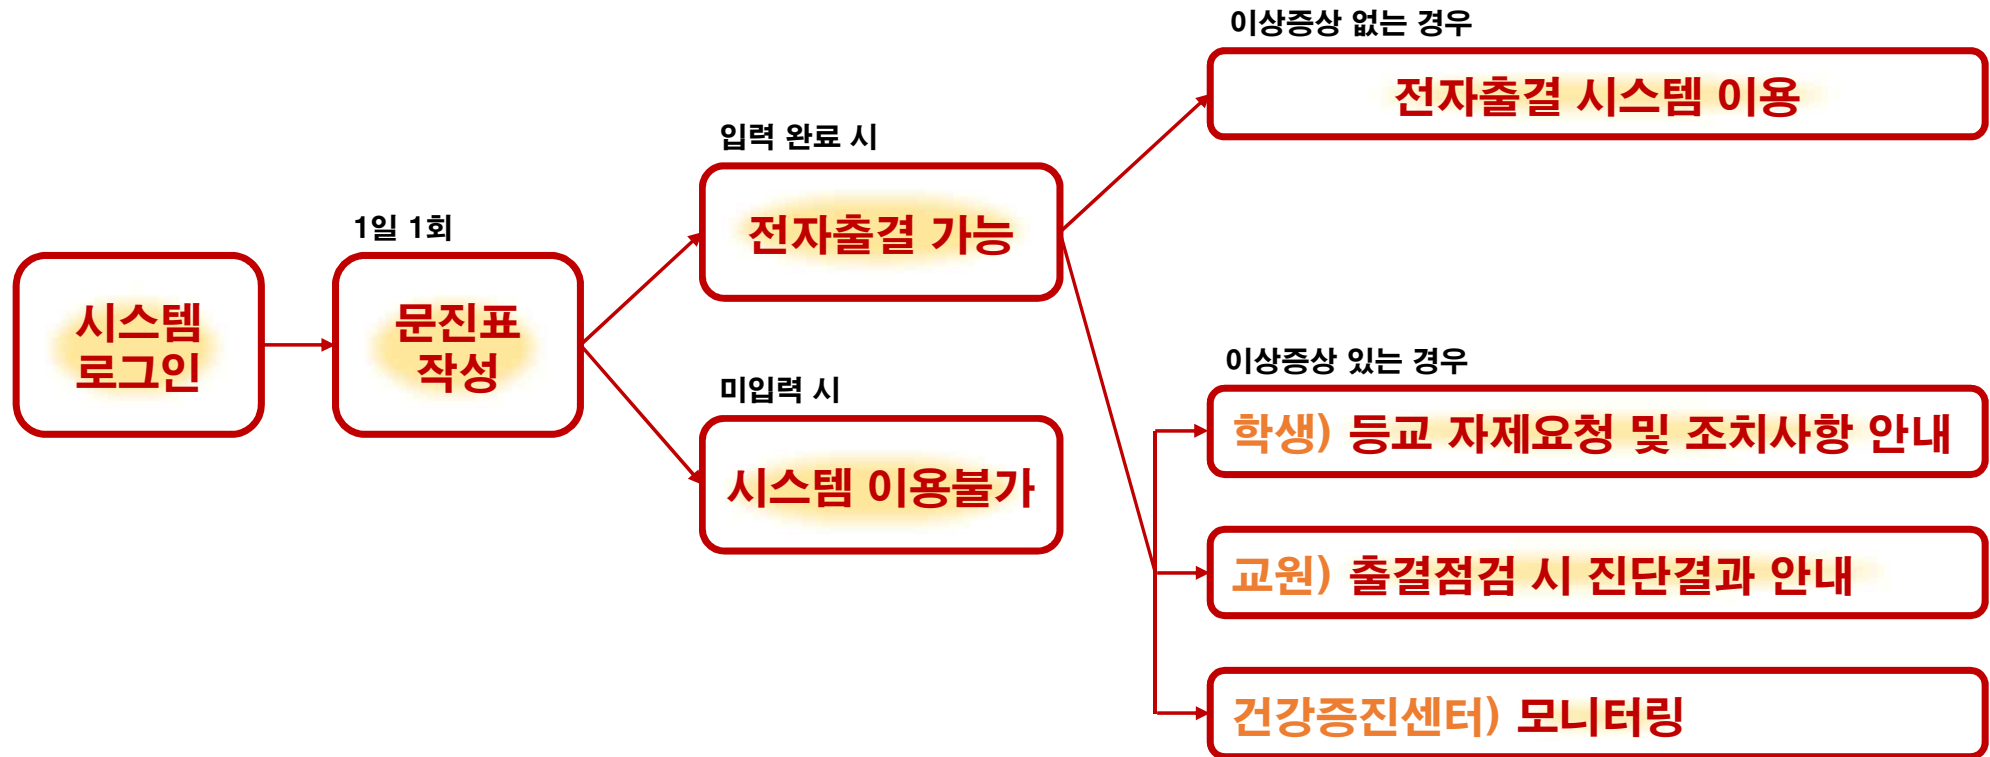 시스템
로그인
1일 1회
문진표
작성
입력 완료 시
전자출결 가능
미입력 시
시스템 이용불가
이상증상 없는 경우
전자출결 시스템 이용
이상증상 있는 경우
학생) 등교 자제요청 및 조치사항 안내
교원) 출결점검 시 진단결과 안내
건강증진센터) 모니터링